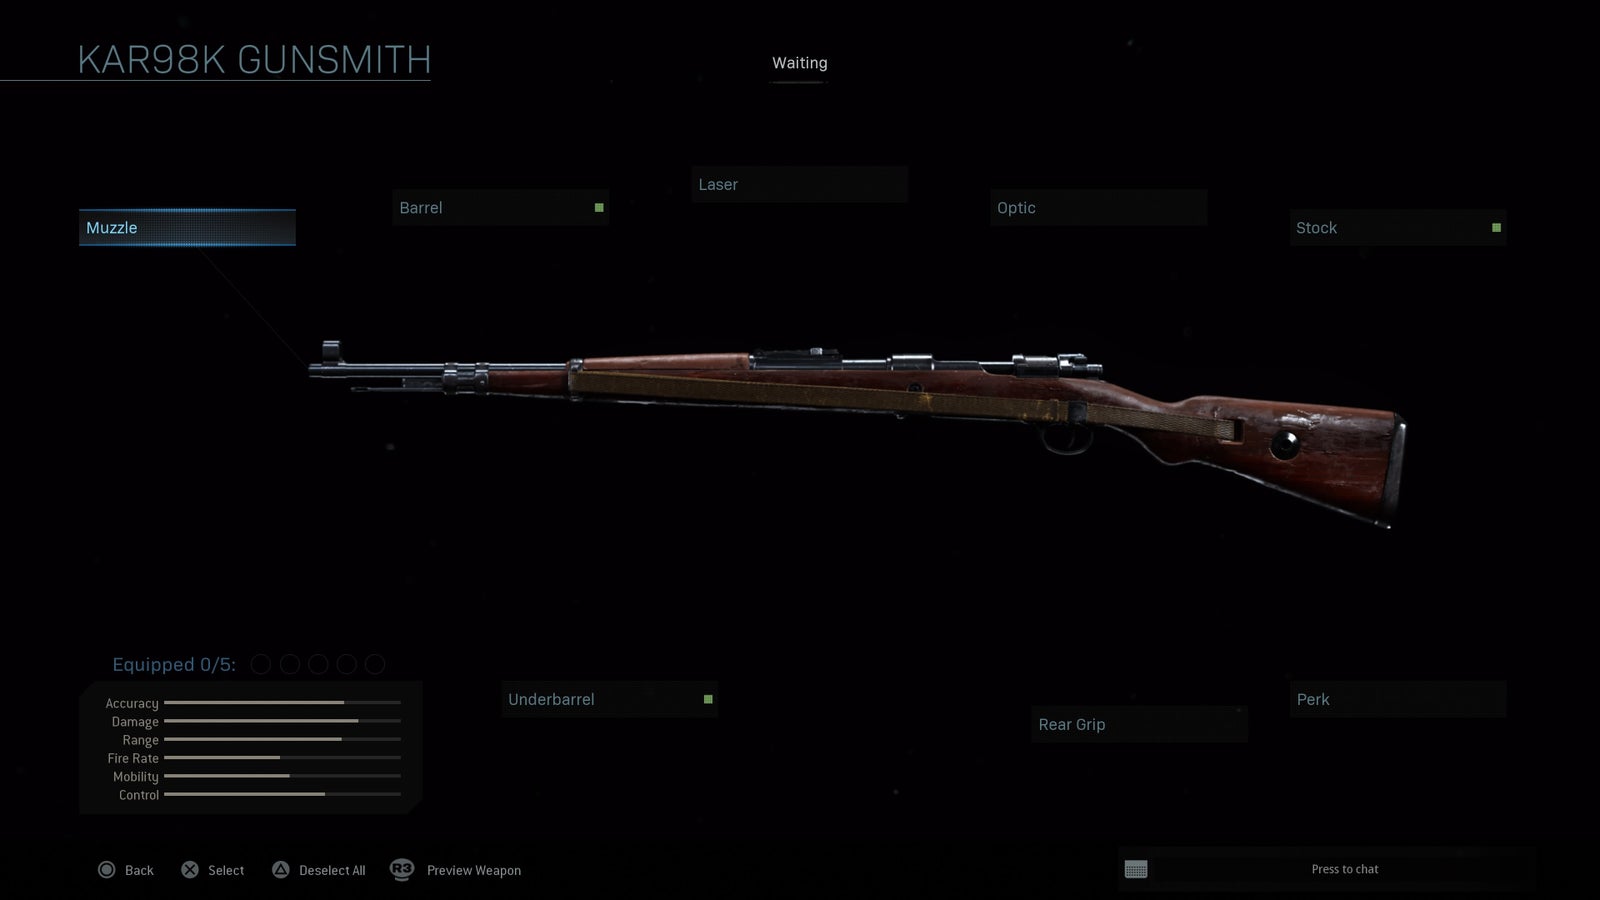 KAR98K GUNSMITH
Waiting
Laser
Barrel
Optic
Muzzle
Stock
Equipped 0/5:
Accuracy
Damage
Range
Fire Rate
Mobility
Control
Underbarrel
Rear Grip
Perk
Back
Select
Deselect All
R3
Preview Weapon
Press to chat